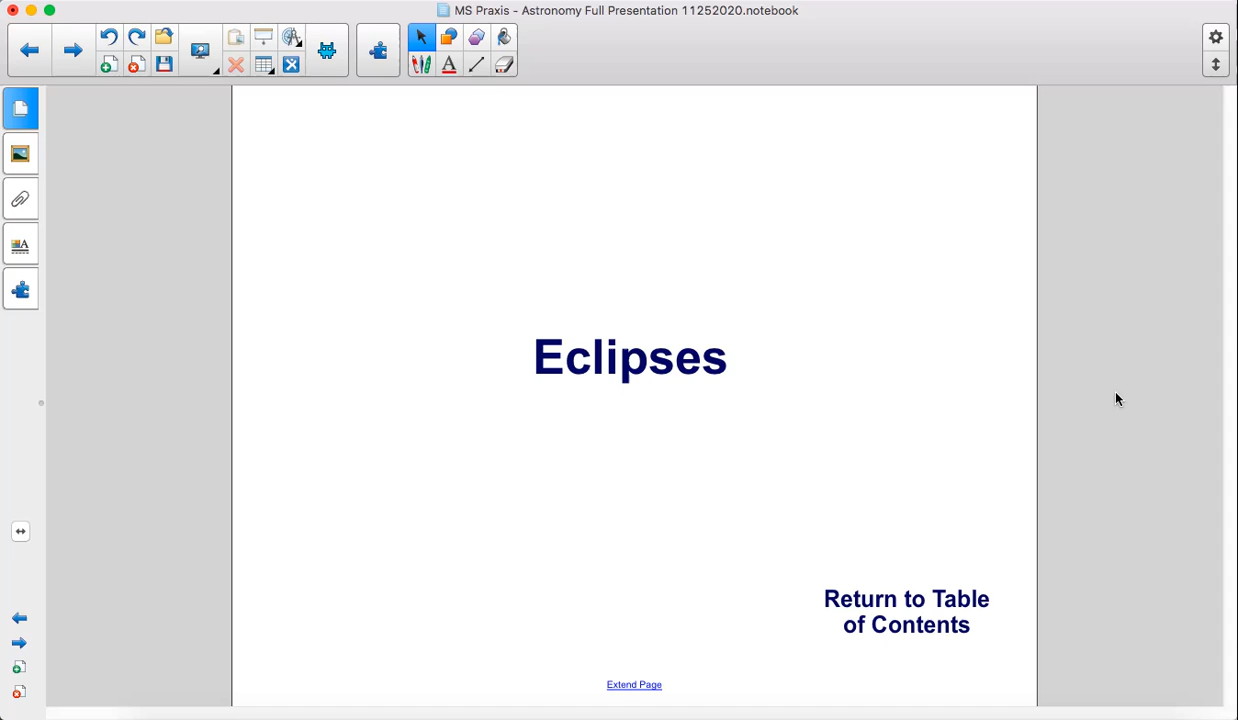 MS Praxis - Astronomy Full Presentation 11252020.notebook
Eclipses
Return to Table
of Contents
Extend Page